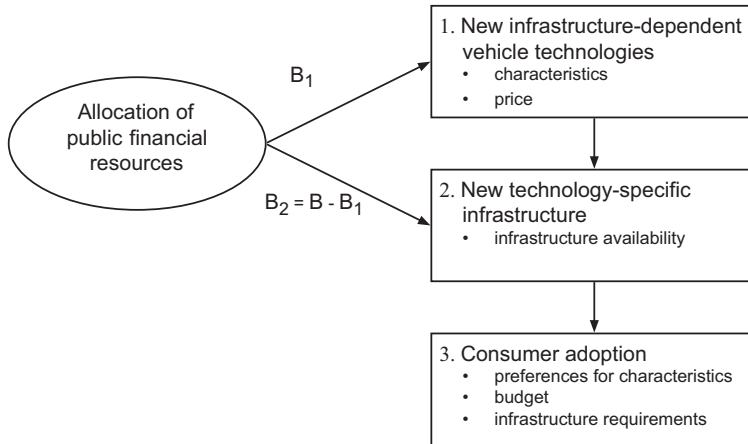 Allocation of
public financial
resources
B1
B2 = B - B1
1. New infrastructure-dependent
vehicle technologies
• characteristics
• price
2. New technology-specific
infrastructure
• infrastructure availability
3. Consumer adoption
• preferences for characteristics
• budget
• infrastructure requirements